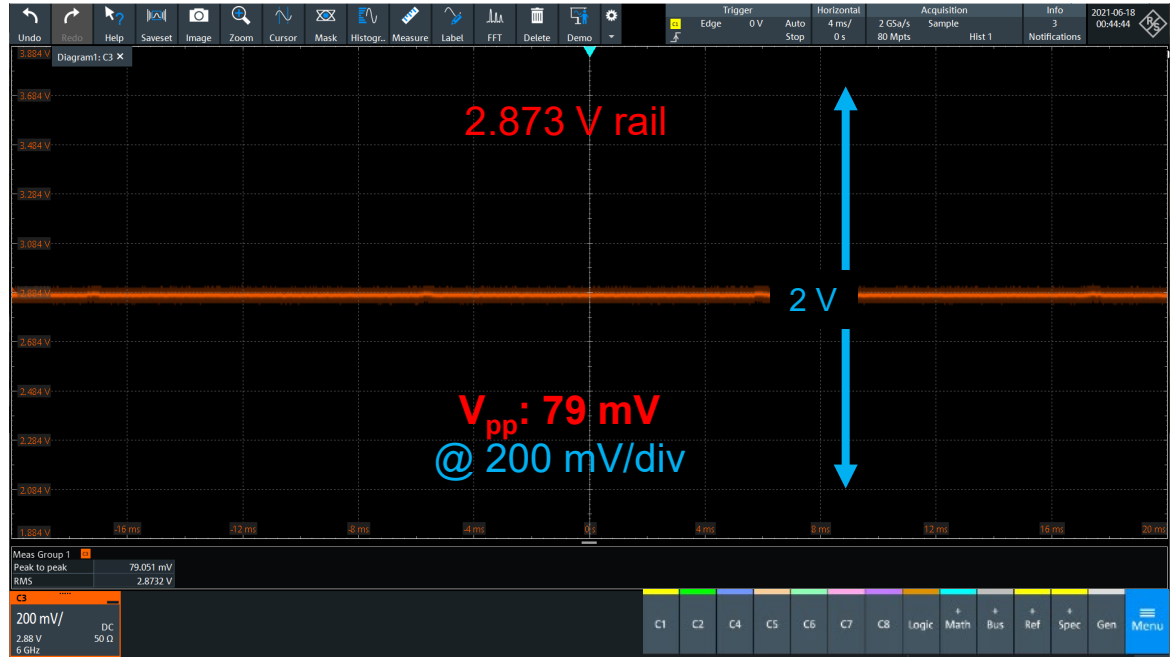 Undo Redo Help Saveset Image Zoom Cursor Mask Histogr.. Measure Label FFT Delete Demo
Trigger
C1 Edge 0 V Auto
Stop
Horizontal
4 ms/
0 s
Acquisition
2 GSa/s Sample
80 Mpts Hist 1
Info
3
Notifications
2021-06-18
00:44:44
R&S
Diagram1: C3 ×
3.884 V
3.684 V
3.484 V
3.284 V
3.084 V
2.884 V
2.684 V
2.484 V
2.284 V
2.084 V
1.884 V
2.873 V rail
2 V
Vpp: 79 mV
@ 200 mV/div
-16 ms -12 ms -8 ms -4 ms 0 s 4 ms 8 ms 12 ms 16 ms 20 ms
Meas Group 1 C3
Peak to peak 79.051 mV
RMS 2.8732 V
C3
200 mV/ DC
2.88 V 50 Ω
6 GHz
C1 C2 C4 C5 C6 C7 C8 Logic + Math + Bus + Ref + Spec Gen Menu